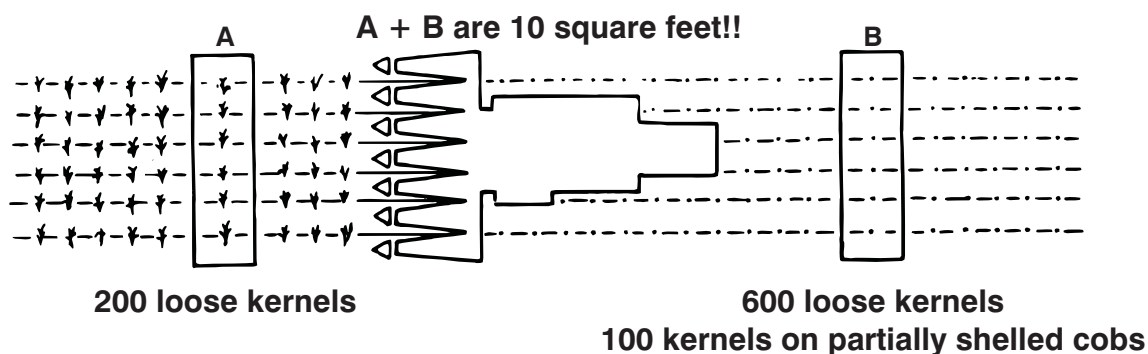 A + B are 10 square feet!!
A
B
200 loose kernels
600 loose kernels
100 kernels on partially shelled cobs